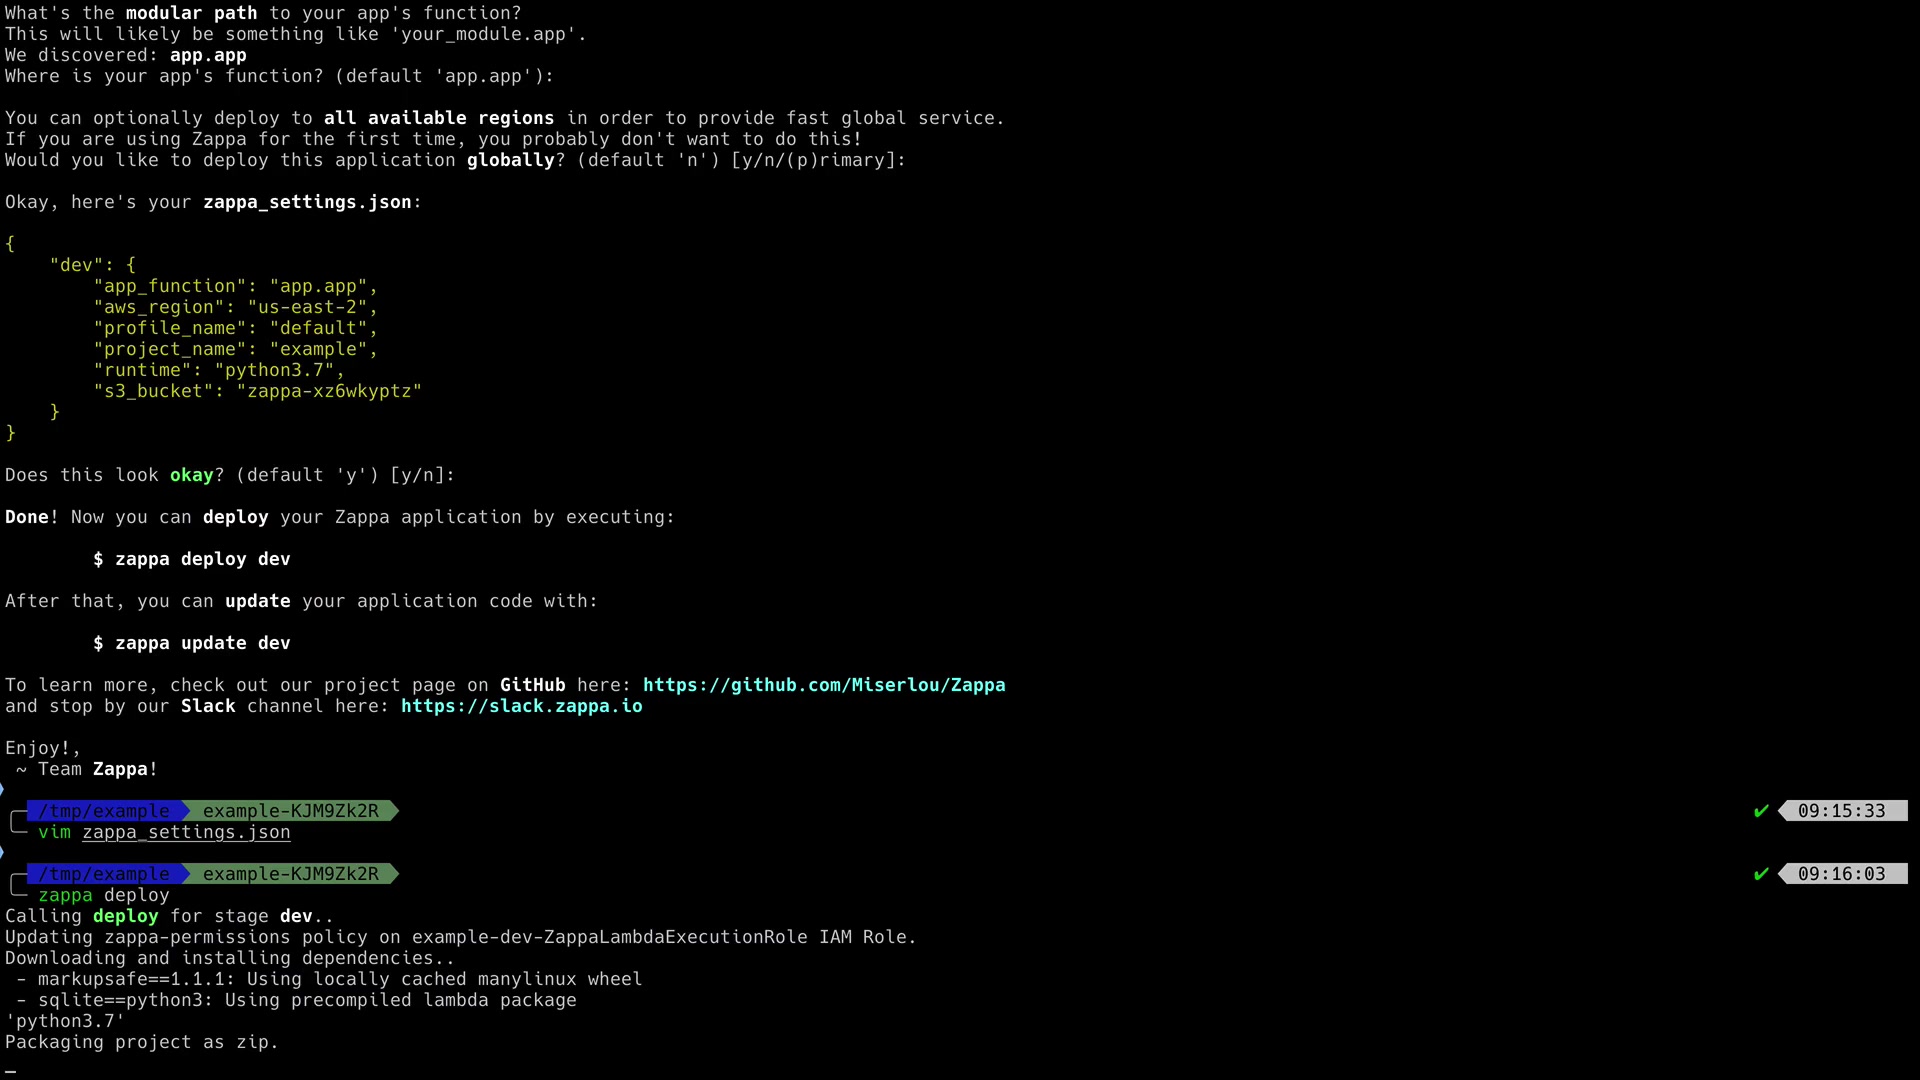 What's the modular path to your app's function?
This will likely be something like 'your_module.app'.
We discovered: app.app
Where is your app's function? (default 'app.app'):
You can optionally deploy to all available regions in order to provide fast global service.
If you are using Zappa for the first time, you probably don't want to do this!
Would you like to deploy this application globally? (default 'n') [y/n/(p)rimary]:
Okay, here's your zappa_settings.json:
{
    "dev": {
        "app_function": "app.app",
        "aws_region": "us-east-2",
        "profile_name": "default",
        "project_name": "example",
        "runtime": "python3.7",
        "s3_bucket": "zappa-xz6wkyptz"
    }
}
Does this look okay? (default 'y') [y/n]:
Done! Now you can deploy your Zappa application by executing:
        $ zappa deploy dev
After that, you can update your application code with:
        $ zappa update dev
To learn more, check out our project page on GitHub here: https://github.com/Miserlou/Zappa
and stop by our Slack channel here: https://slack.zappa.io
Enjoy!,
 ~ Team Zappa!
/tmp/example example-KJM9Zk2R ✔ 09:15:33
vim zappa_settings.json
/tmp/example example-KJM9Zk2R ✔ 09:16:03
zappa deploy
Calling deploy for stage dev..
Updating zappa-permissions policy on example-dev-ZappaLambdaExecutionRole IAM Role.
Downloading and installing dependencies..
 - markupsafe==1.1.1: Using locally cached manylinux wheel
 - sqlite==python3: Using precompiled lambda package
'python3.7'
Packaging project as zip.